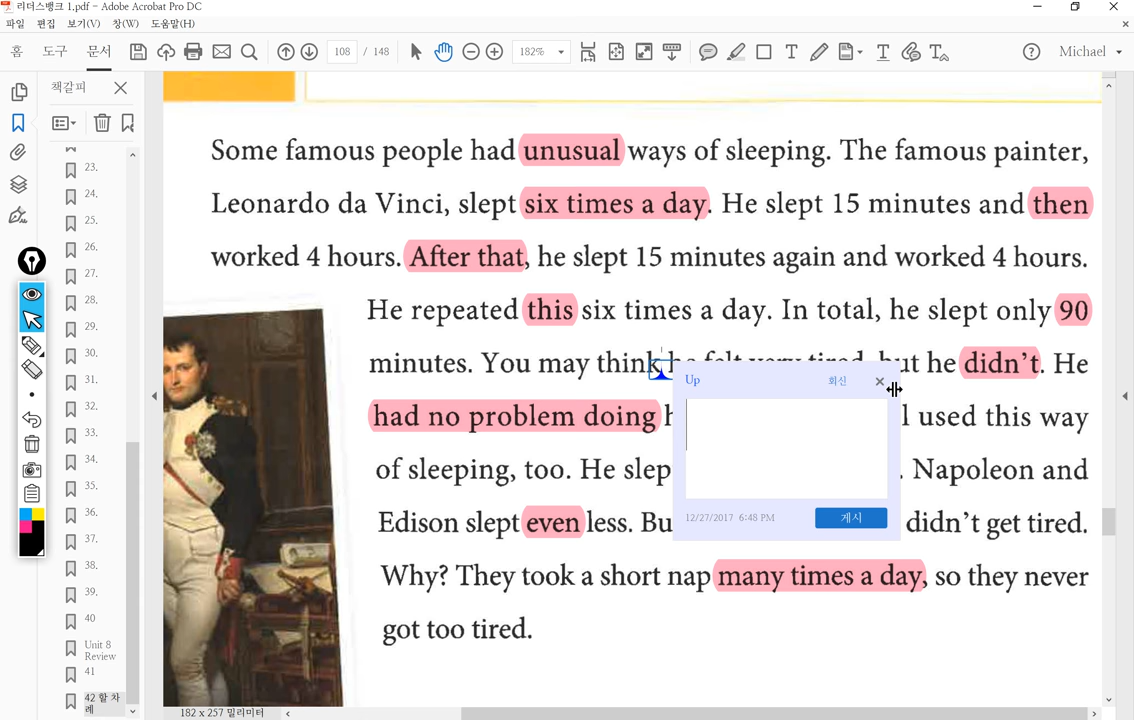 리더스뱅크 1.pdf - Adobe Acrobat Pro DC
파일 편집 보기(V) 창(W) 도움말(H)
홈 도구 문서 108 / 148 182% Michael
책갈피
23.
24.
25.
26.
27.
28.
29.
30.
31.
32.
33.
34.
35.
36.
37.
38.
39.
40
Unit 8
Review
41
42 할 차
례
Some famous people had unusual ways of sleeping. The famous painter,
Leonardo da Vinci, slept six times a day. He slept 15 minutes and then
worked 4 hours. After that, he slept 15 minutes again and worked 4 hours.
He repeated this six times a day. In total, he slept only 90
minutes. You may think he felt very tired, but he didn't. He
had no problem doing h l used this way
of sleeping, too. He slep . Napoleon and
Edison slept even less. Bu didn't get tired.
Why? They took a short nap many times a day, so they never
got too tired.
Up 회신
12/27/2017 6:48 PM 게시
182 x 257 밀리미터